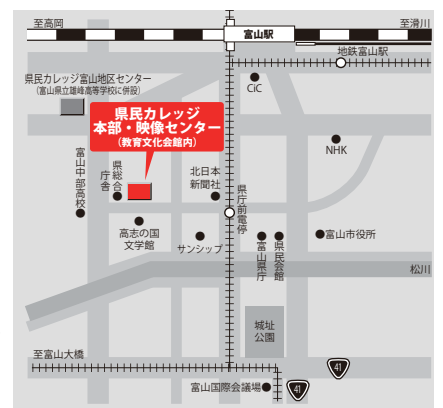 至高岡
至滑川
富山駅
地鉄富山駅
県民カレッジ富山地区センター
（富山県立雄峰高等学校に併設）
CiC
県民カレッジ
本部・映像センター
（教育文化会館内）
NHK
富山中部高校
県総合
庁舎
北日本
新聞社
県庁前電停
高志の国
文学館
サンシップ
富山県庁
県民会館
富山市役所
松川
城址
公園
至富山大橋
41
富山国際会議場
41